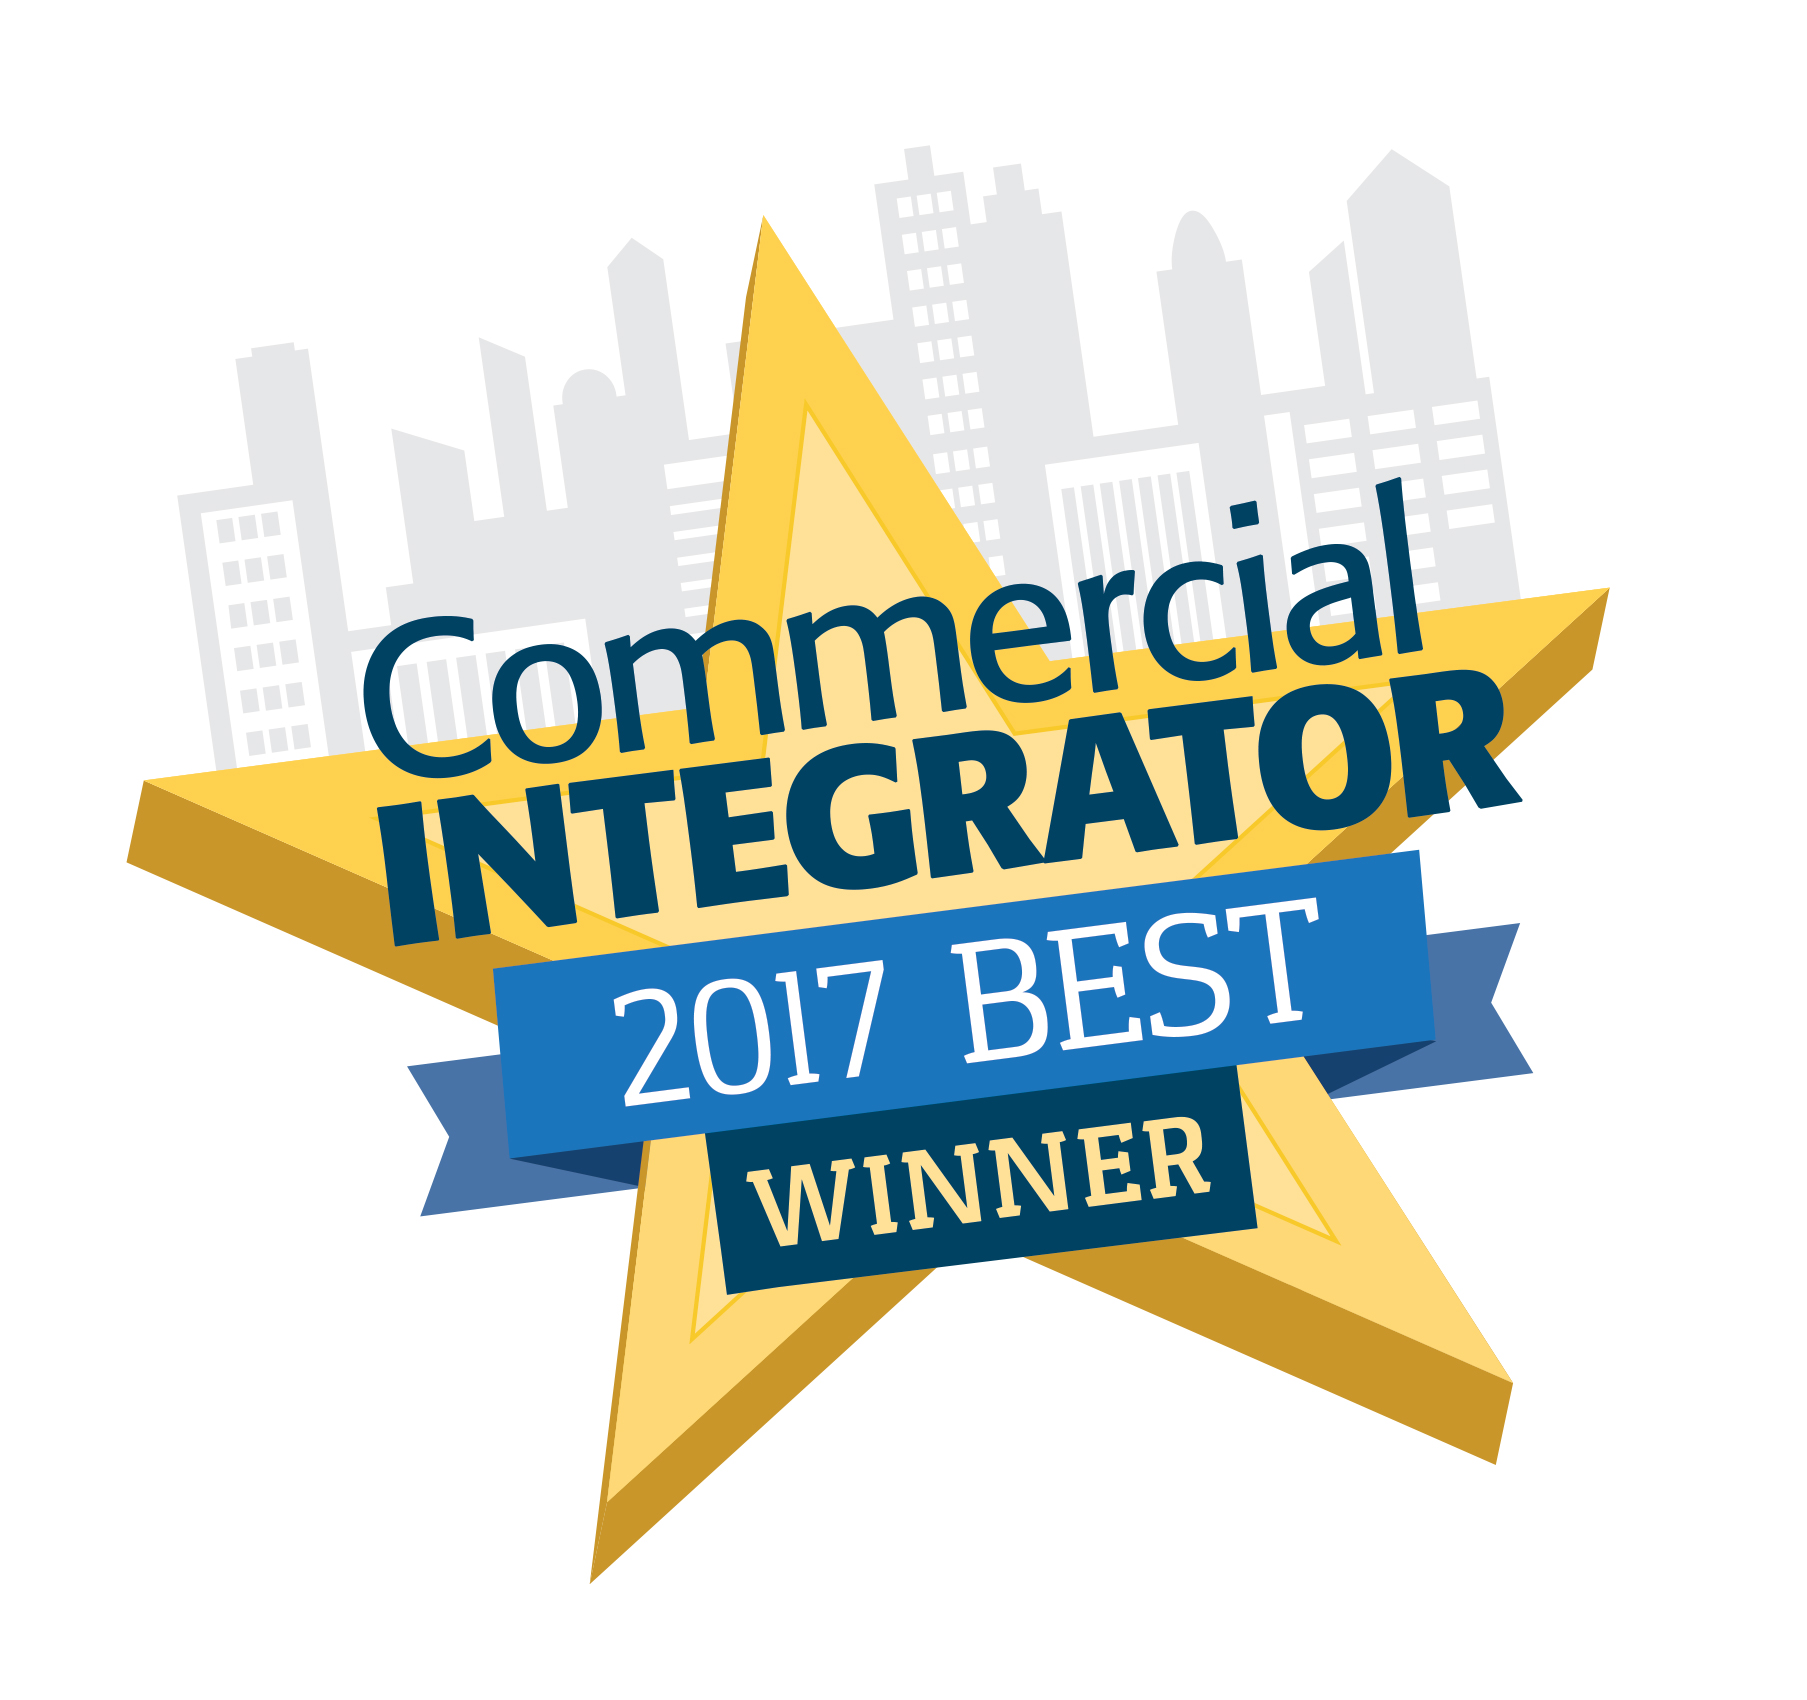 Commercial
INTEGRATOR
2017 BEST
WINNER